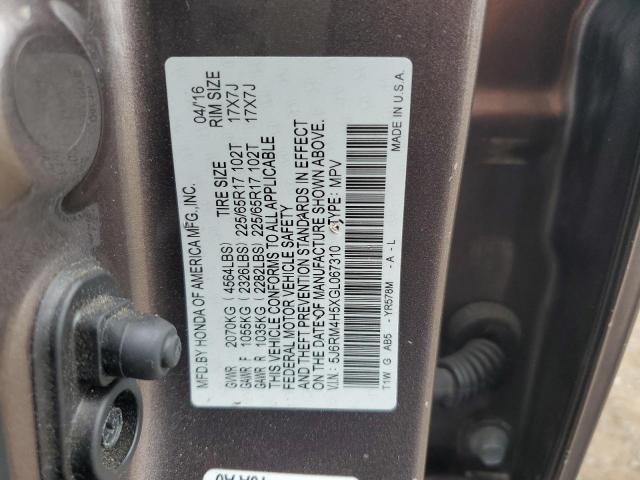 MFD.BY HONDA OF AMERICA MFG.,INC. 04/16
TIRE SIZE RIM SIZE
GVWR 2070KG ( 4564LBS)
GAWR F 1055KG ( 2326LBS) 225/65R17 102T 17X7J
GAWR R 1035KG ( 2282LBS) 225/65R17 102T 17X7J
THIS VEHICLE CONFORMS TO ALL APPLICABLE
FEDERAL MOTOR VEHICLE SAFETY
AND THEFT PREVENTION STANDARDS IN EFFECT
ON THE DATE OF MANUFACTURE SHOWN ABOVE.
V.I.N.: 5J6RM4H5XGL067310 TYPE: MPV
T1W G AB5 - YR578M - A - L MADE IN U.S.A.